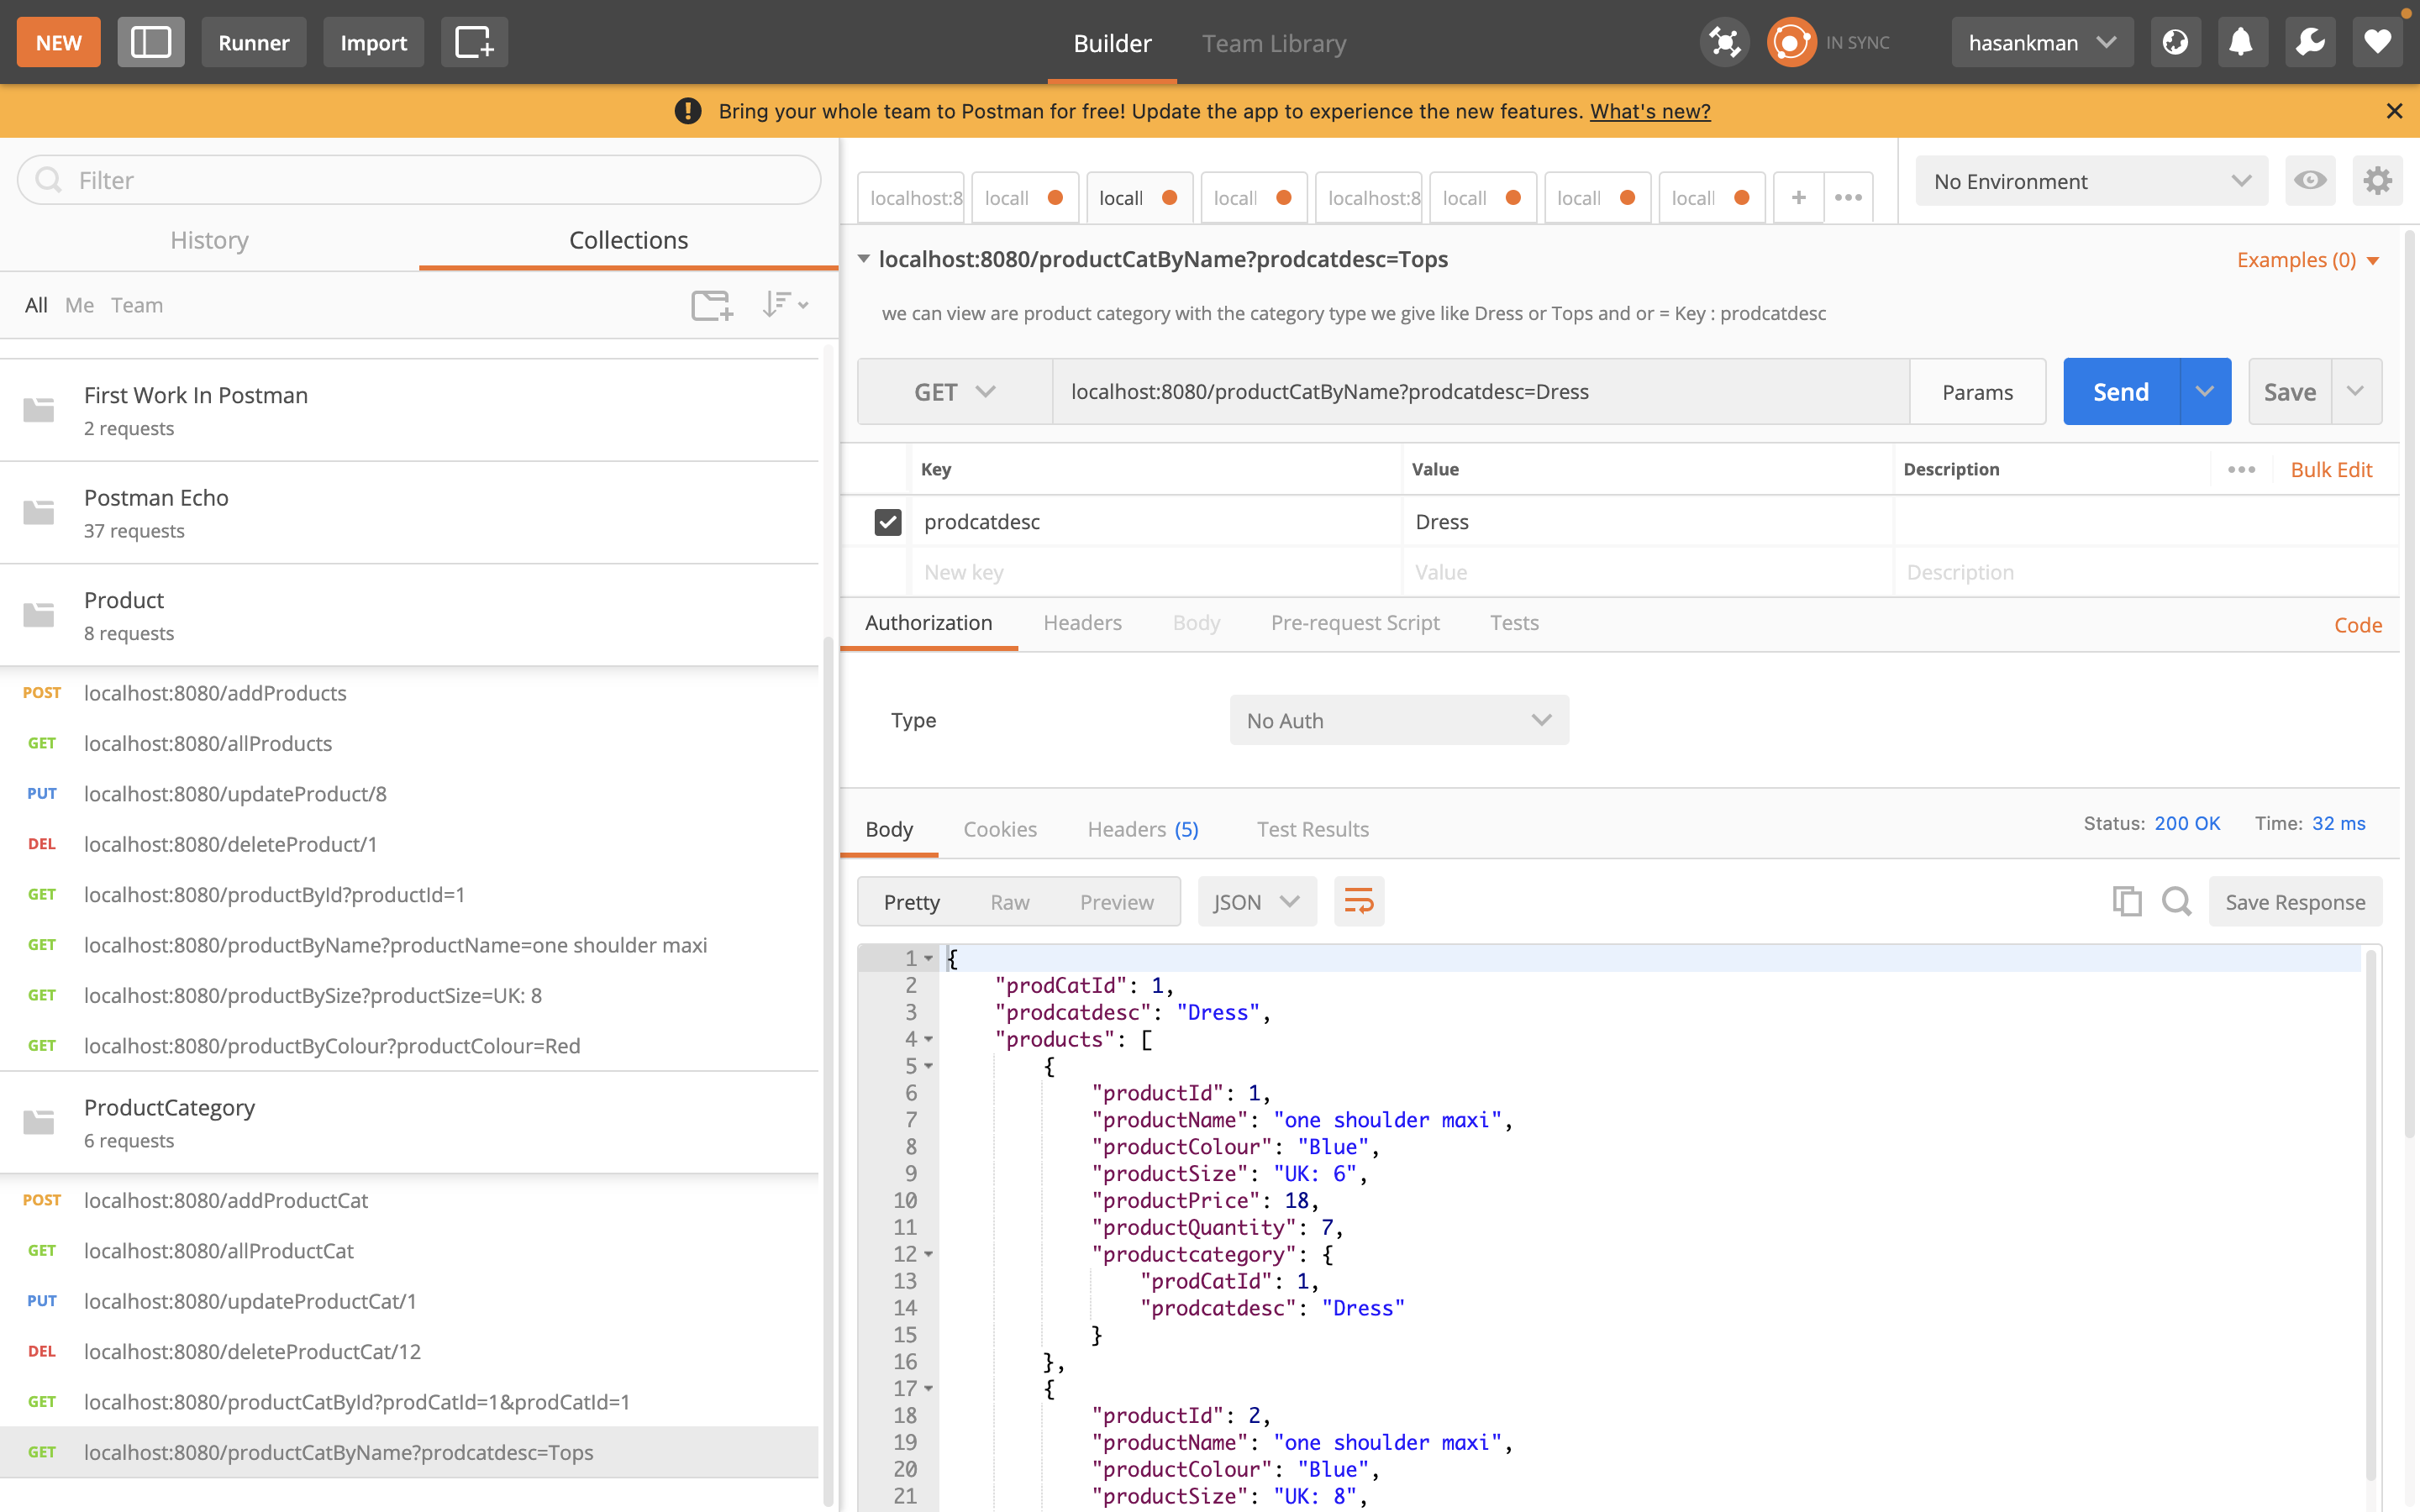 NEW
Runner
Import
Builder
Team Library
IN SYNC
hasankman
Bring your whole team to Postman for free! Update the app to experience the new features. What's new?
Filter
History
Collections
All Me Team
First Work In Postman
2 requests
Postman Echo
37 requests
Product
8 requests
POST localhost:8080/addProducts
GET localhost:8080/allProducts
PUT localhost:8080/updateProduct/8
DEL localhost:8080/deleteProduct/1
GET localhost:8080/productById?productId=1
GET localhost:8080/productByName?productName=one shoulder maxi
GET localhost:8080/productBySize?productSize=UK: 8
GET localhost:8080/productByColour?productColour=Red
ProductCategory
6 requests
POST localhost:8080/addProductCat
GET localhost:8080/allProductCat
PUT localhost:8080/updateProductCat/1
DEL localhost:8080/deleteProductCat/12
GET localhost:8080/productCatById?prodCatId=1&prodCatId=1
GET localhost:8080/productCatByName?prodcatdesc=Tops
localhost:8 locall locall locall localhost:8 locall locall locall + •••
No Environment
localhost:8080/productCatByName?prodcatdesc=Tops
Examples (0)
we can view are product category with the category type we give like Dress or Tops and or = Key : prodcatdesc
GET localhost:8080/productCatByName?prodcatdesc=Dress Params Send Save
Key Value Description ••• Bulk Edit
prodcatdesc Dress
New key Value Description
Authorization Headers Body Pre-request Script Tests Code
Type No Auth
Body Cookies Headers (5) Test Results Status: 200 OK Time: 32 ms
Pretty Raw Preview JSON Save Response
1 {
2 "prodCatId": 1,
3 "prodcatdesc": "Dress",
4 "products": [
5 {
6 "productId": 1,
7 "productName": "one shoulder maxi",
8 "productColour": "Blue",
9 "productSize": "UK: 6",
10 "productPrice": 18,
11 "productQuantity": 7,
12 "productcategory": {
13 "prodCatId": 1,
14 "prodcatdesc": "Dress"
15 }
16 },
17 {
18 "productId": 2,
19 "productName": "one shoulder maxi",
20 "productColour": "Blue",
21 "productSize": "UK: 8",